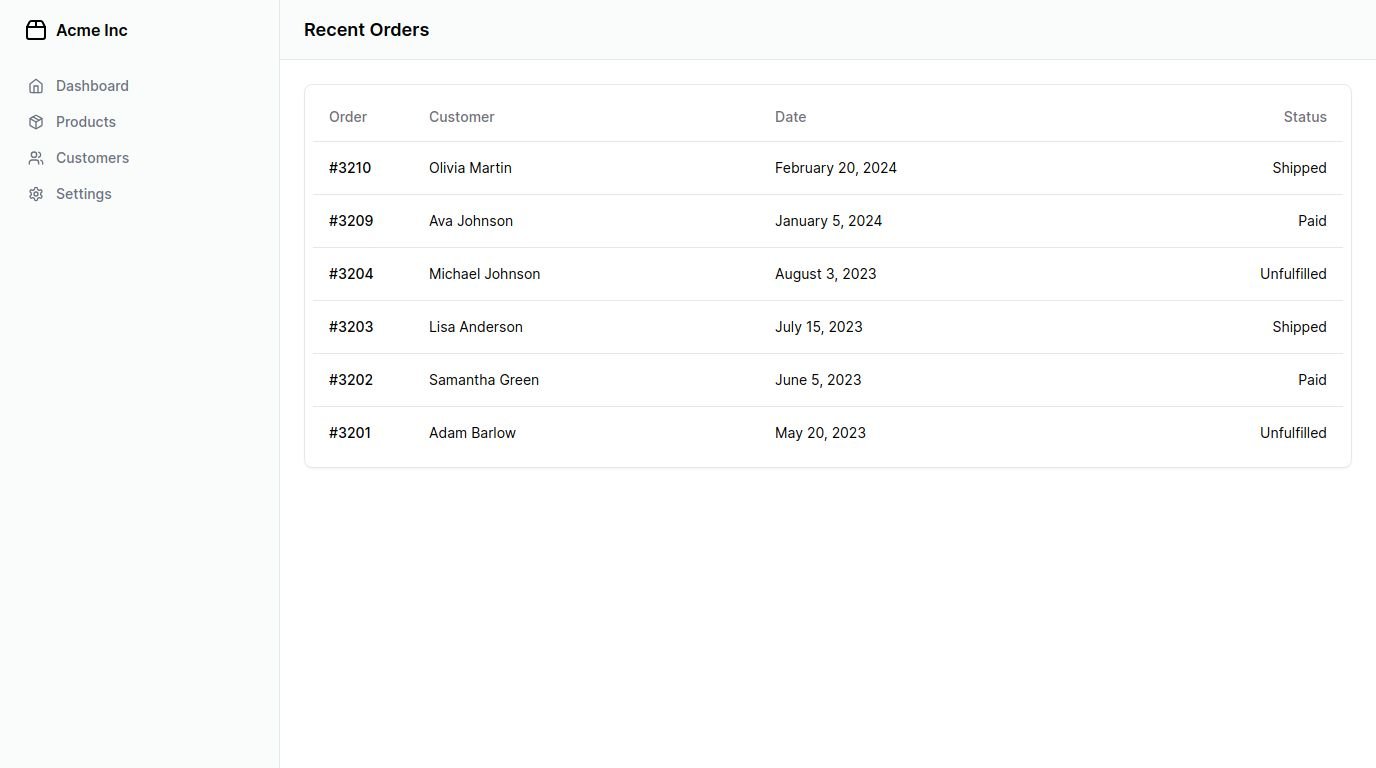 Acme Inc
Dashboard
Products
Customers
Settings
Recent Orders
Order Customer Date Status
#3210 Olivia Martin February 20, 2024 Shipped
#3209 Ava Johnson January 5, 2024 Paid
#3204 Michael Johnson August 3, 2023 Unfulfilled
#3203 Lisa Anderson July 15, 2023 Shipped
#3202 Samantha Green June 5, 2023 Paid
#3201 Adam Barlow May 20, 2023 Unfulfilled